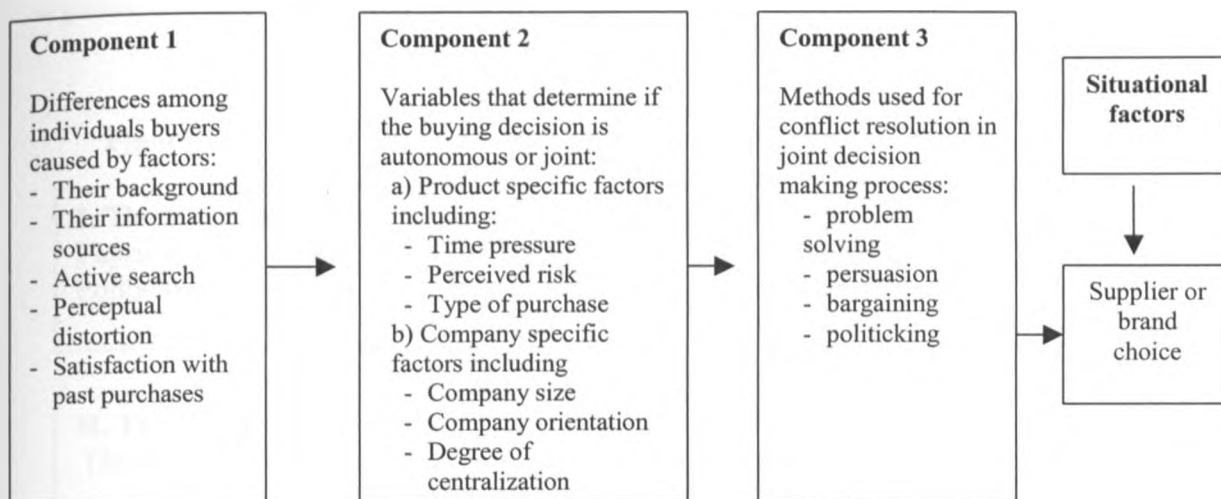 Component 1
Differences among
individuals buyers
caused by factors:
- Their background
- Their information
sources
- Active search
- Perceptual
distortion
- Satisfaction with
past purchases
Component 2
Variables that determine if
the buying decision is
autonomous or joint:
a) Product specific factors
including:
- Time pressure
- Perceived risk
- Type of purchase
b) Company specific
factors including
- Company size
- Company orientation
- Degree of
centralization
Component 3
Methods used for
conflict resolution in
joint decision
making process:
- problem
solving
- persuasion
- bargaining
- politicking
Situational
factors
Supplier or
brand
choice